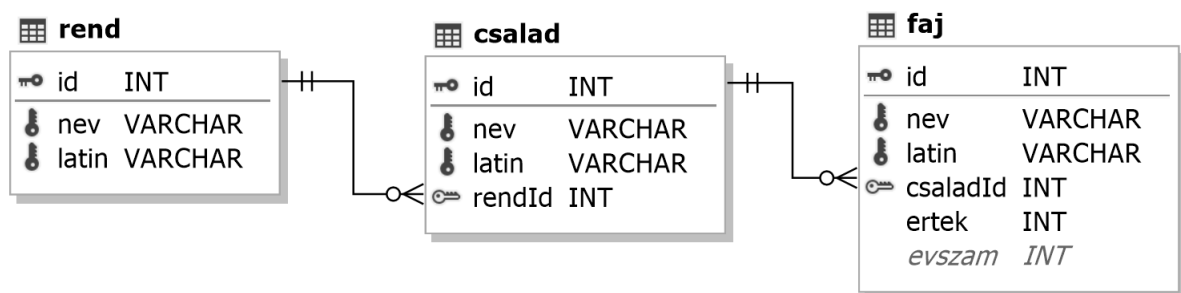 rend
id INT
nev VARCHAR
latin VARCHAR
csalad
id INT
nev VARCHAR
latin VARCHAR
rendId INT
faj
id INT
nev VARCHAR
latin VARCHAR
csaladId INT
ertek INT
evszam INT